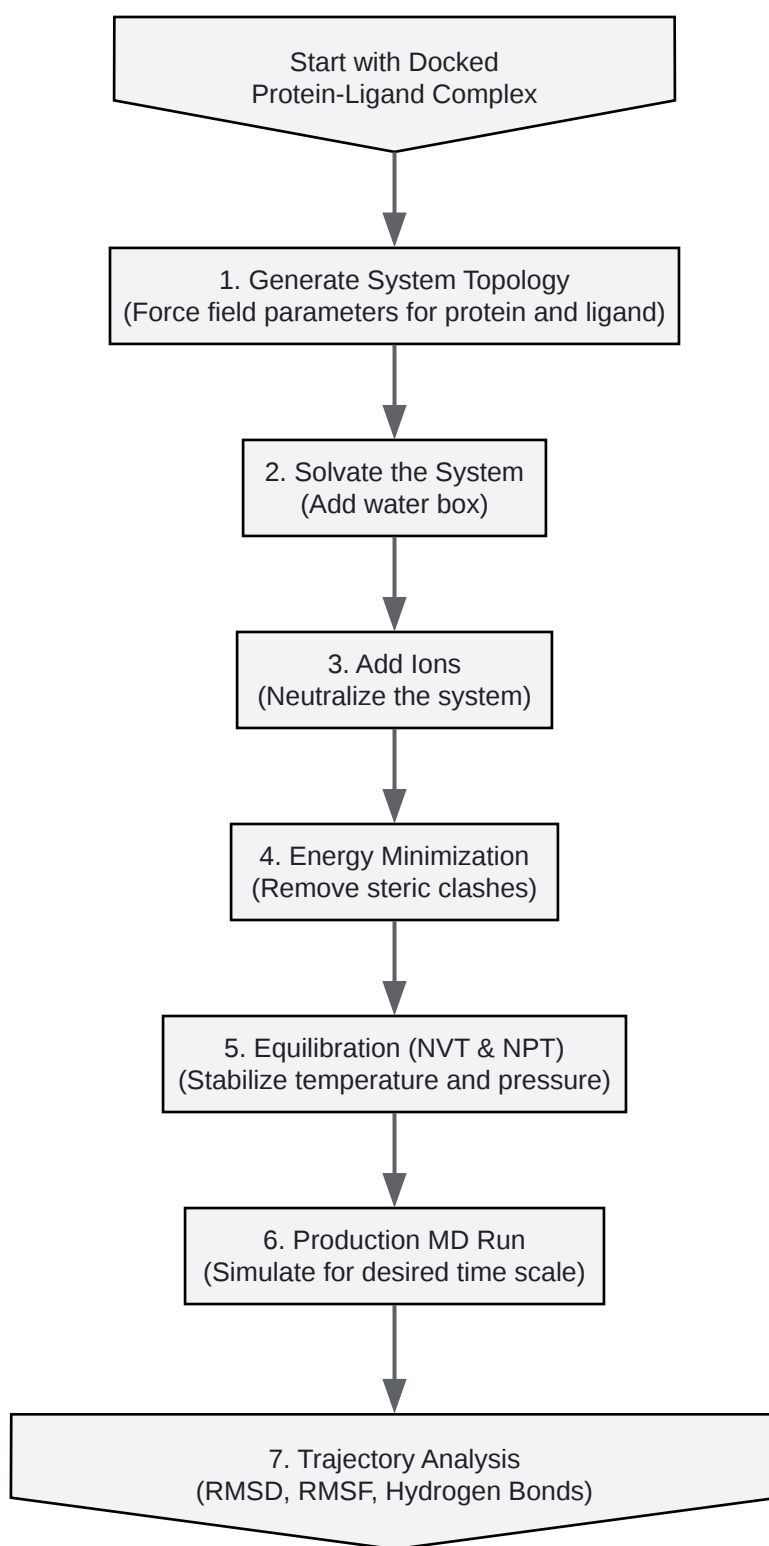 Start with Docked
Protein-Ligand Complex
1. Generate System Topology
(Force field parameters for protein and ligand)
2. Solvate the System
(Add water box)
3. Add Ions
(Neutralize the system)
4. Energy Minimization
(Remove steric clashes)
5. Equilibration (NVT & NPT)
(Stabilize temperature and pressure)
6. Production MD Run
(Simulate for desired time scale)
7. Trajectory Analysis
(RMSD, RMSF, Hydrogen Bonds)